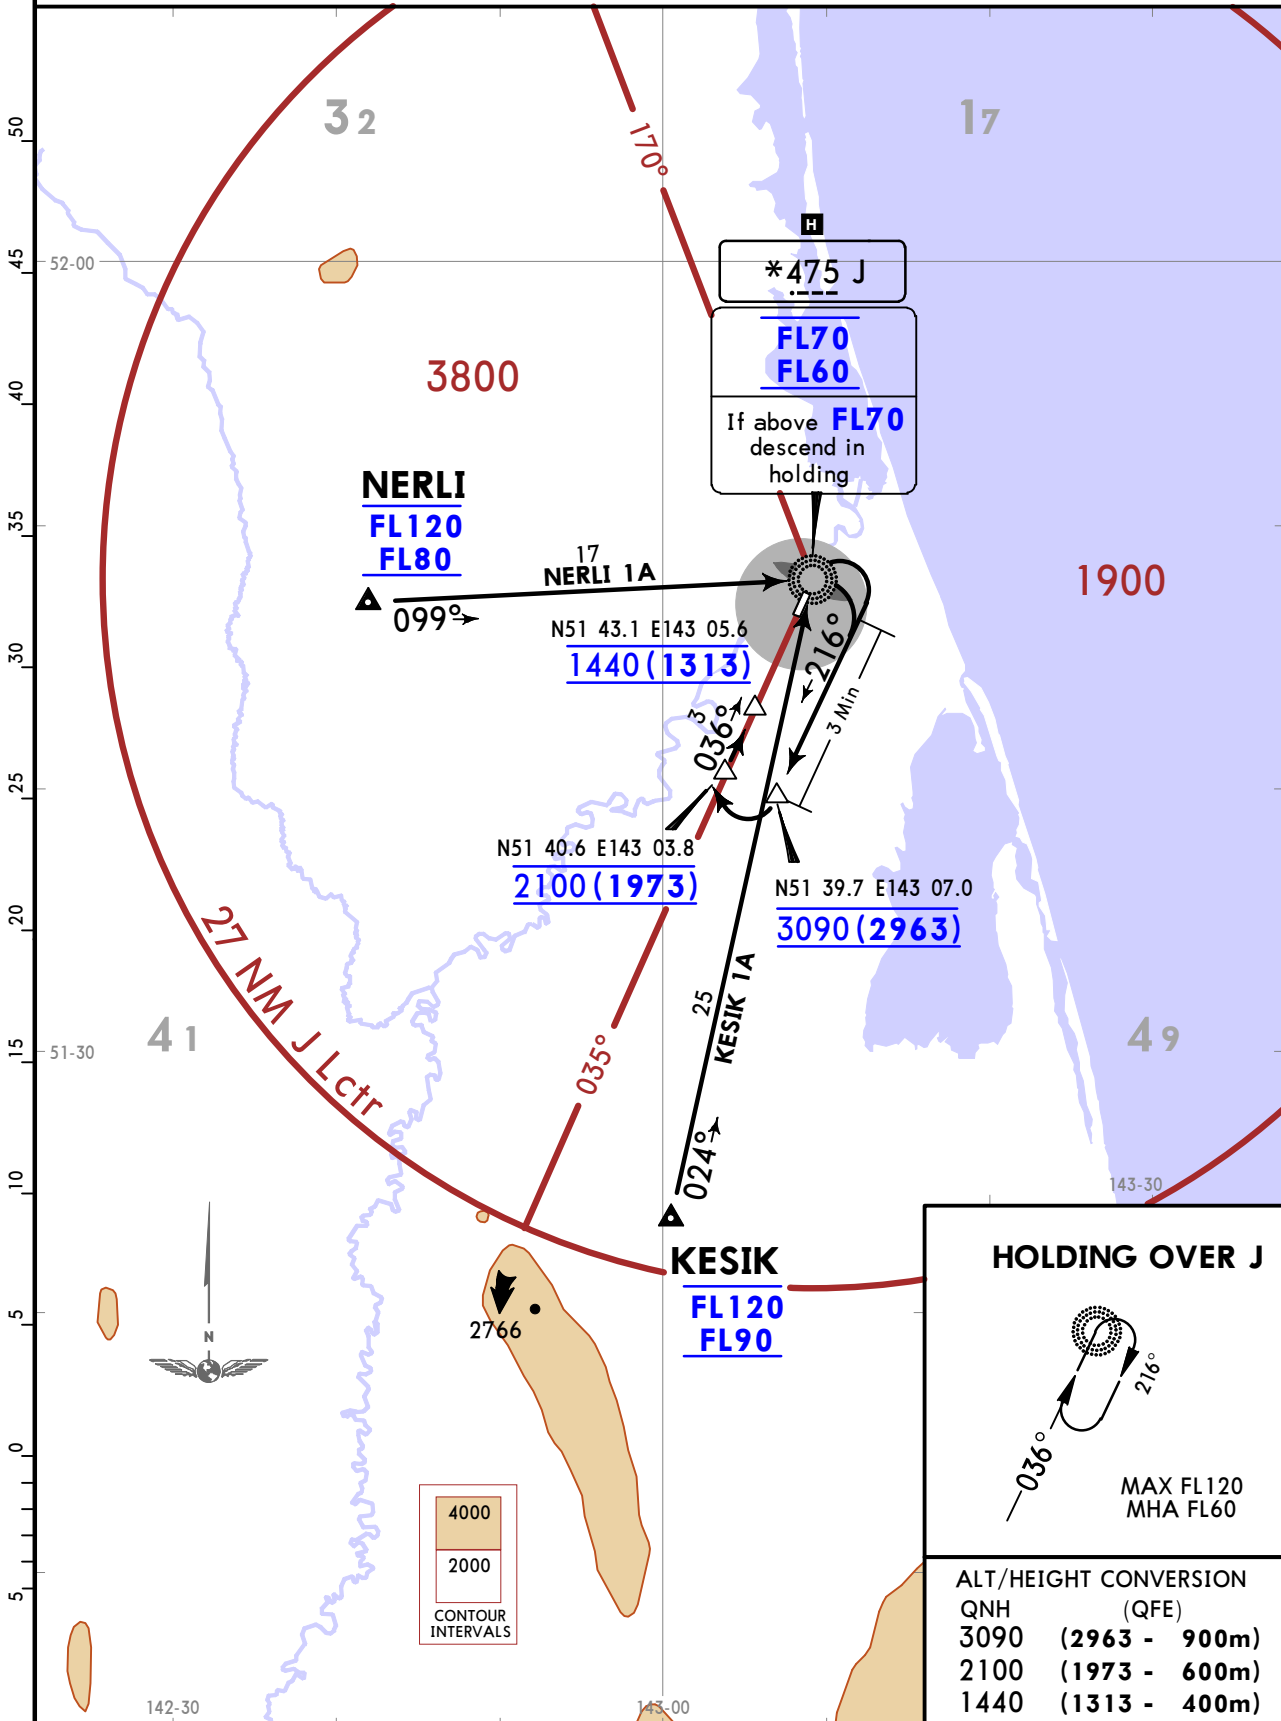 50
45
40
35
30
25
20
15
10
5
0
5
3 2
1 7
170°
H
52-00
*475 J
FL70
FL60
If above FL70
descend in
holding
3800
NERLI
FL120
FL80
17
NERLI 1A
099°
1900
N51 43.1 E143 05.6
1440 (1313)
216°
3 Min
3
036°
N51 40.6 E143 03.8
2100 (1973)
N51 39.7 E143 07.0
3090 (2963)
27 NM J Lctr
25
KESIK 1A
4 1
51-30
4 9
035°
024°
143-30
KESIK
FL120
FL90
N
2766
HOLDING OVER J
216°
036°
MAX FL120
MHA FL60
4000
2000
CONTOUR
INTERVALS
ALT/HEIGHT CONVERSION
QNH (QFE)
3090 (2963 - 900m)
2100 (1973 - 600m)
1440 (1313 - 400m)
142-30
143-00